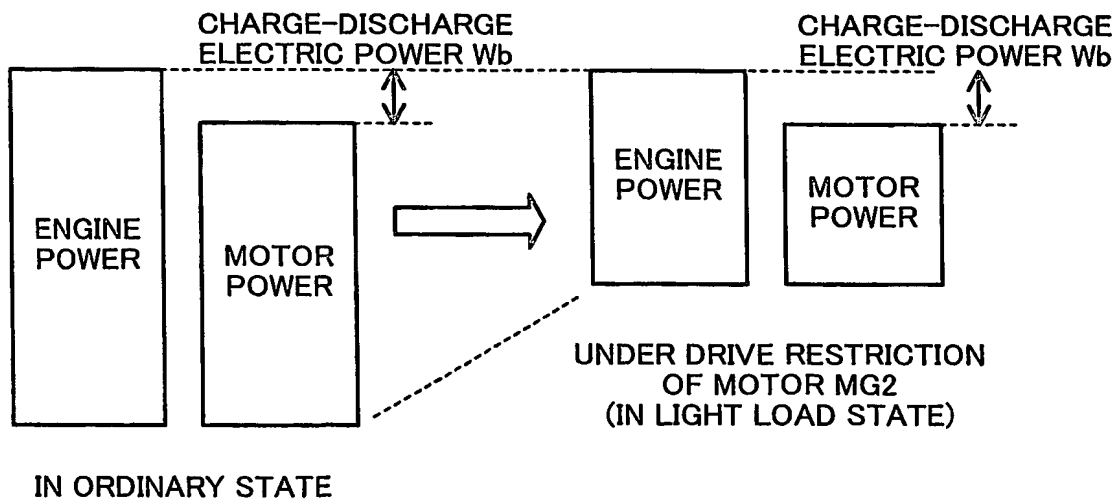 CHARGE-DISCHARGE
ELECTRIC POWER Wb
CHARGE-DISCHARGE
ELECTRIC POWER Wb
ENGINE
POWER
MOTOR
POWER
ENGINE
POWER
MOTOR
POWER
UNDER DRIVE RESTRICTION
OF MOTOR MG2
(IN LIGHT LOAD STATE)
IN ORDINARY STATE